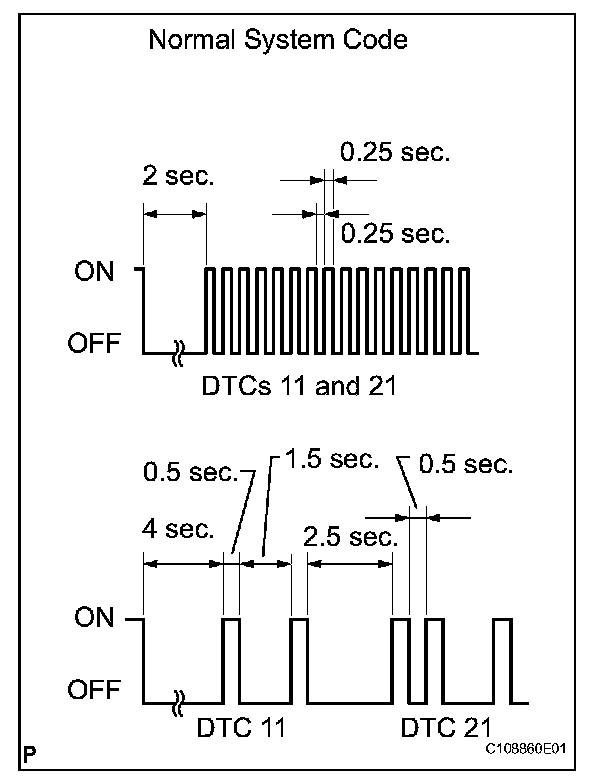 Normal System Code
0.25 sec.
2 sec.
0.25 sec.
ON
OFF
DTCs 11 and 21
0.5 sec.
1.5 sec.
0.5 sec.
4 sec.
2.5 sec.
ON
OFF
DTC 11
DTC 21
P
C108860E01